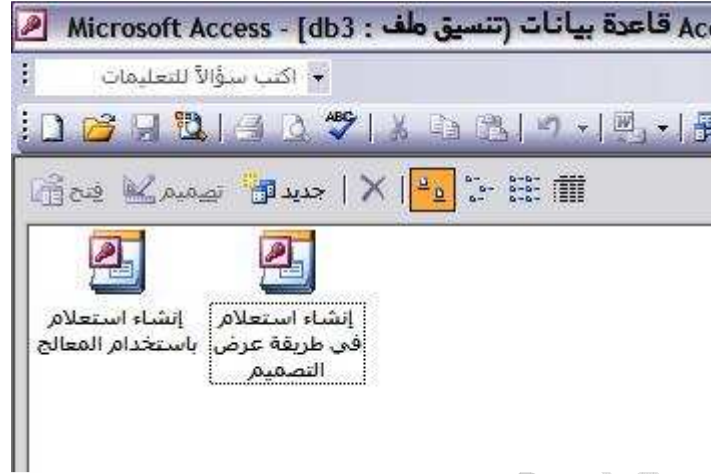 Microsoft Access - [db3 : قاعدة بيانات (تنسيق ملف Acc
اكتب سؤالاً للتعليمات
ABC
فتح تصميم جديد
إنشاء استعلام
في طريقة عرض
التصميم
إنشاء استعلام
باستخدام المعالج